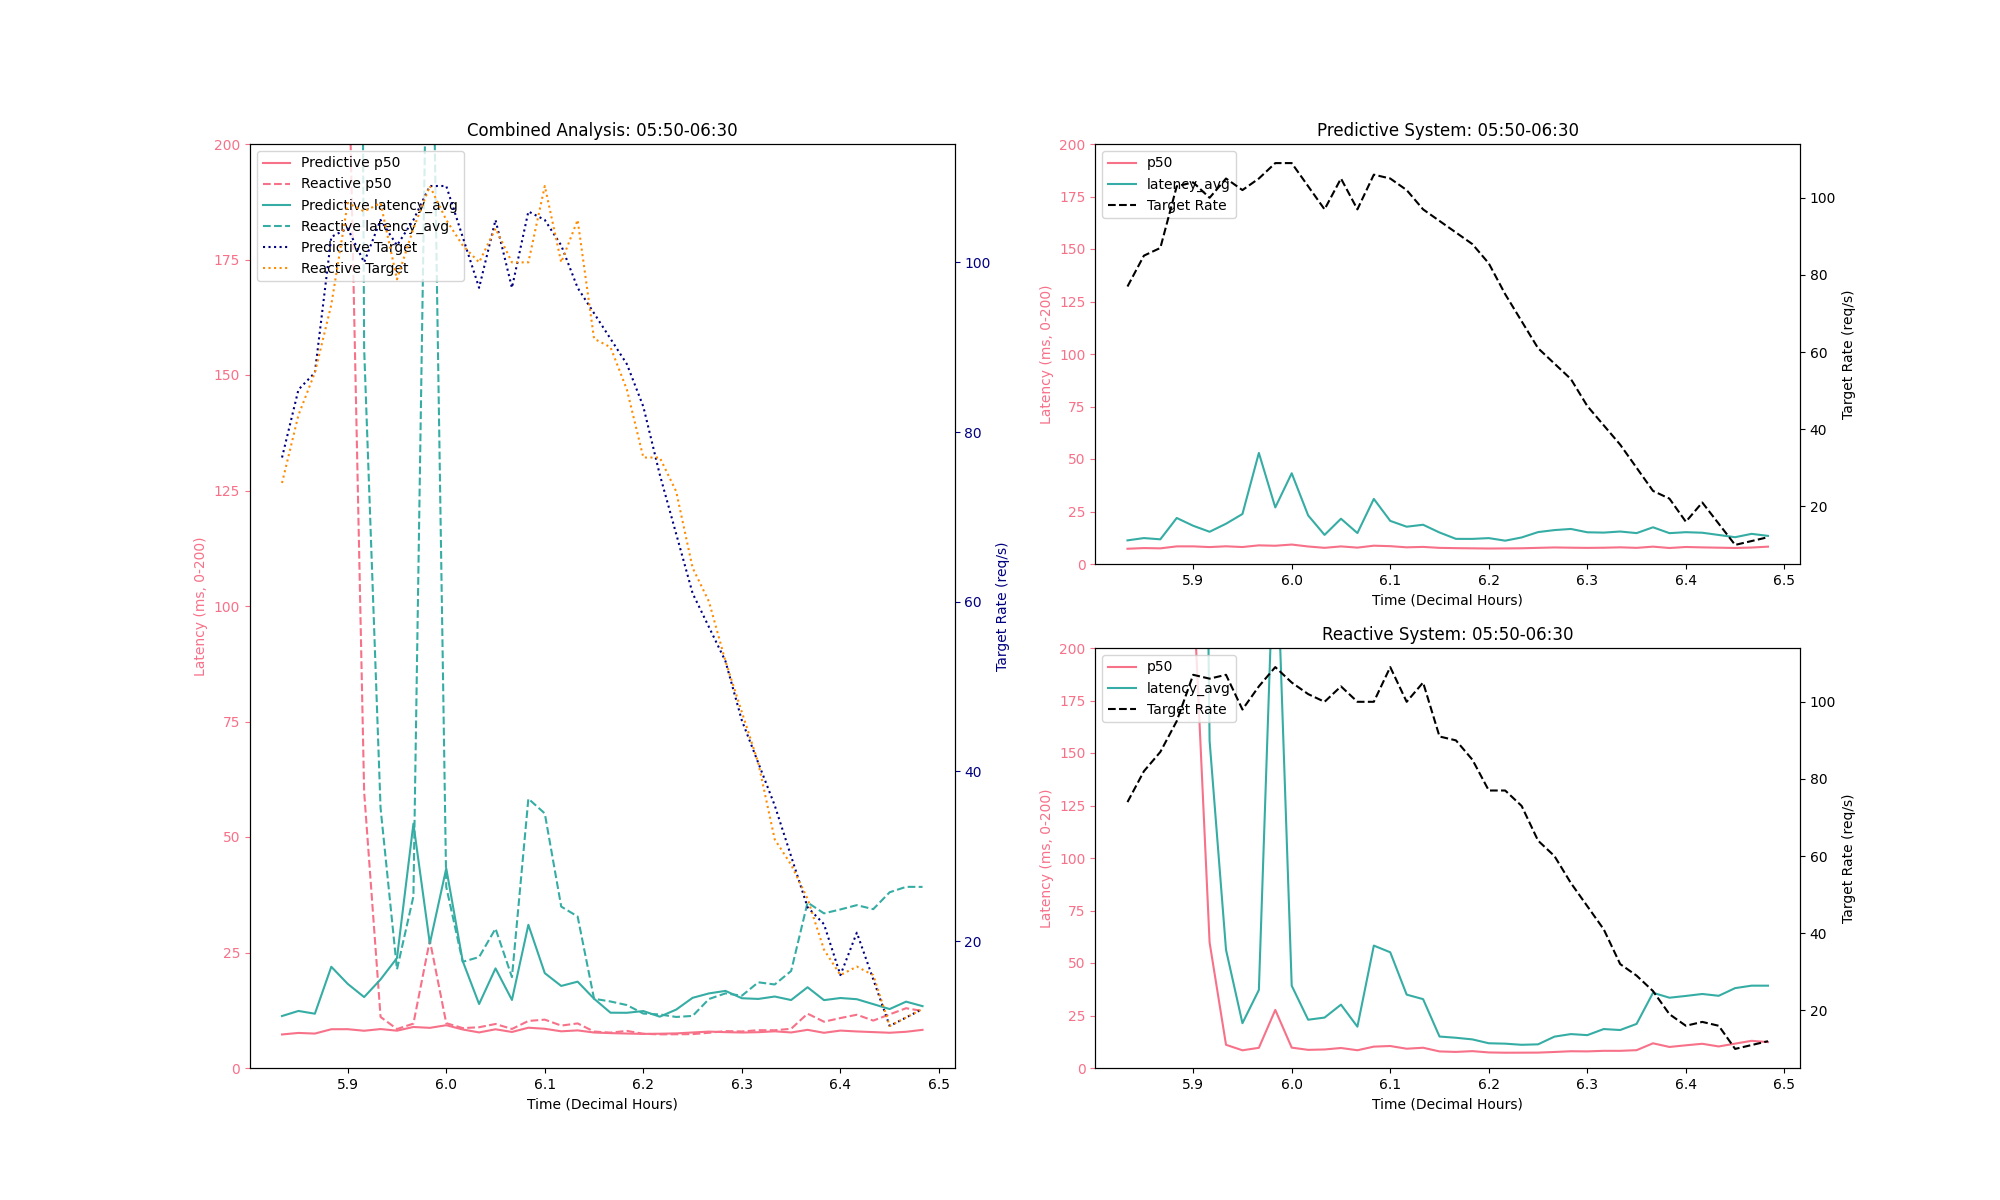 Combined Analysis: 05:50-06:30
Predictive p50
Reactive p50
Predictive latency_avg
Reactive latency_avg
Predictive Target
Reactive Target
Latency (ms, 0-200)
200
175
150
125
100
75
50
25
0
100
80
60
40
20
Target Rate (req/s)
5.9 6.0 6.1 6.2 6.3 6.4 6.5
Time (Decimal Hours)
Predictive System: 05:50-06:30
p50
latency_avg
Target Rate
Latency (ms, 0-200)
200
175
150
125
100
75
50
25
0
100
80
60
40
20
Target Rate (req/s)
5.9 6.0 6.1 6.2 6.3 6.4 6.5
Time (Decimal Hours)
Reactive System: 05:50-06:30
p50
latency_avg
Target Rate
Latency (ms, 0-200)
200
175
150
125
100
75
50
25
0
100
80
60
40
20
Target Rate (req/s)
5.9 6.0 6.1 6.2 6.3 6.4 6.5
Time (Decimal Hours)